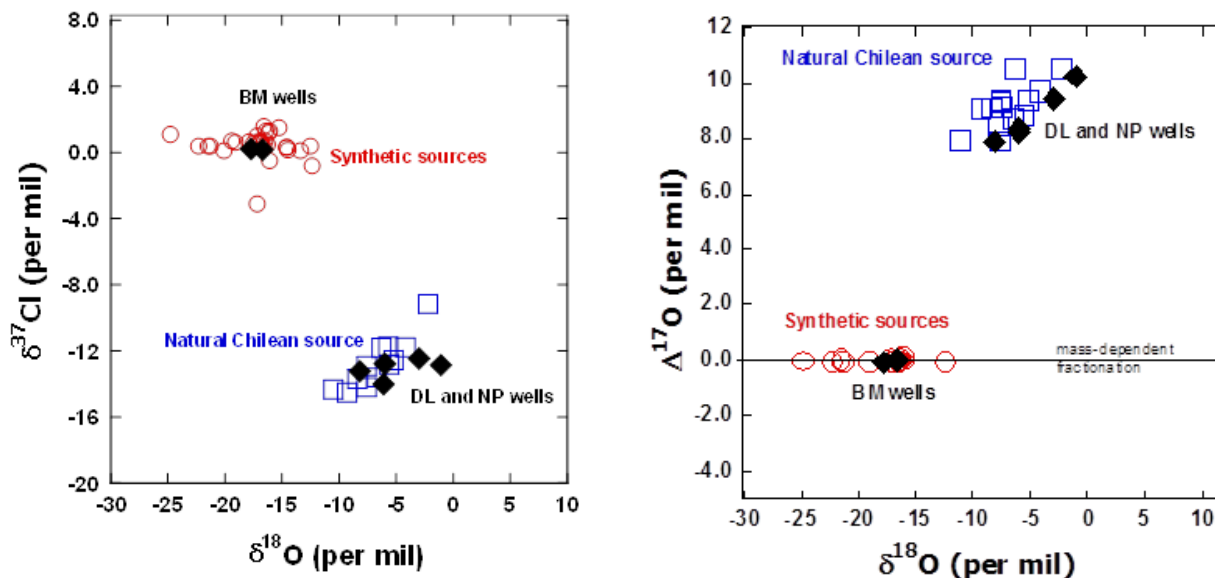 8.0
4.0
0.0
-4.0
-8.0
-12
-16
-20
δ³⁷Cl (per mil)
BM wells
Synthetic sources
Natural Chilean source
DL and NP wells
-30 -25 -20 -15 -10 -5 0 5 10
δ¹⁸O (per mil)
12
10
8.0
6.0
4.0
2.0
0.0
-2.0
-4.0
Δ¹⁷O (per mil)
Natural Chilean source
DL and NP wells
Synthetic sources
mass-dependent
fractionation
BM wells
-30 -25 -20 -15 -10 -5 0 5 10
δ¹⁸O (per mil)